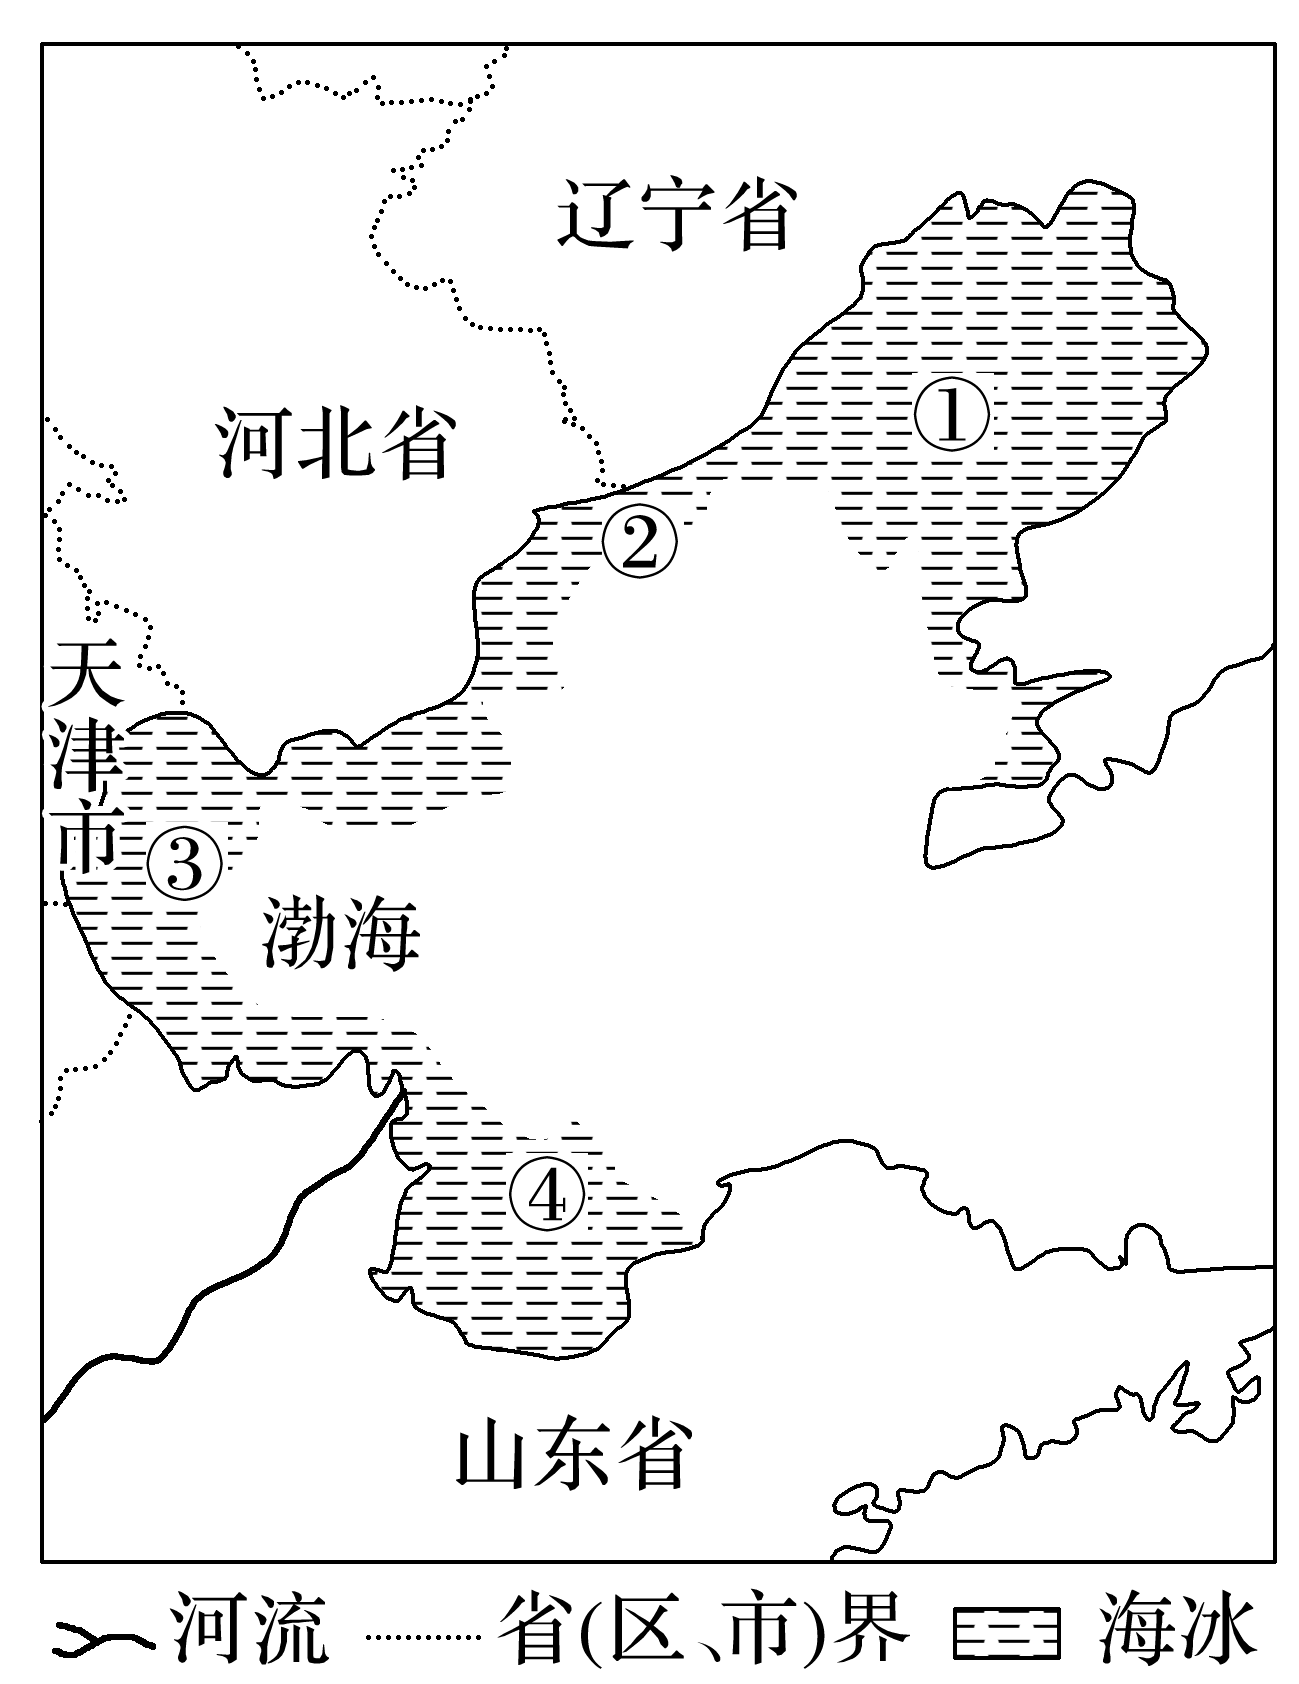 辽宁省
①
河北省
②
天津市
③
渤海
④
山东省
河流 省(区、市)界 海冰